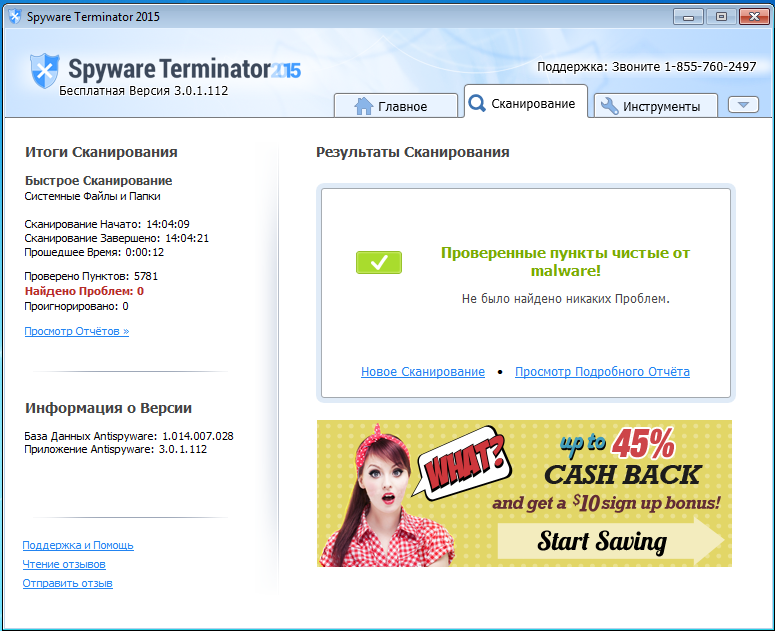 Spyware Terminator 2015
Spyware Terminator2015
Бесплатная Версия 3.0.1.112
Поддержка: Звоните 1-855-760-2497
Главное
Сканирование
Инструменты
Итоги Сканирования
Быстрое Сканирование
Системные Файлы и Папки
Сканирование Начато: 14:04:09
Сканирование Завершено: 14:04:21
Прошедшее Время: 0:00:12
Проверено Пунктов: 5781
Найдено Проблем: 0
Проигнорировано: 0
Просмотр Отчётов »
Информация о Версии
База Данных Antispyware: 1.014.007.028
Приложение Antispyware: 3.0.1.112
Поддержка и Помощь
Чтение отзывов
Отправить отзыв
Результаты Сканирования
Проверенные пункты чистые от
malware!
Не было найдено никаких Проблем.
Новое Сканирование • Просмотр Подробного Отчёта
WHAT?
up to 45%
CASH BACK
and get a $10 sign up bonus!
Start Saving